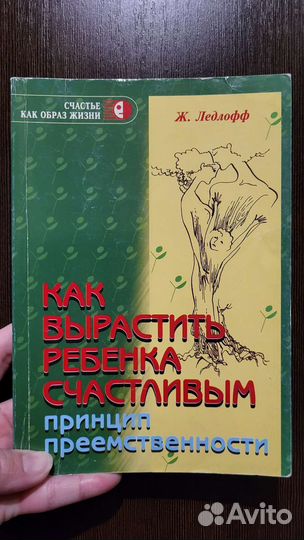 СЧАСТЬЕ
КАК ОБРАЗ ЖИЗНИ
Ж. Ледлофф
КАК
ВЫРАСТИТЬ
РЕБЕНКА
СЧАСТЛИВЫМ
принцип
преемственности
Avito